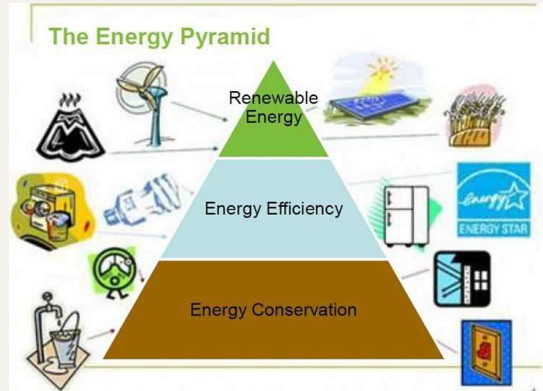 The Energy Pyramid
Renewable
Energy
Energy Efficiency
energy
ENERGY STAR
Energy Conservation